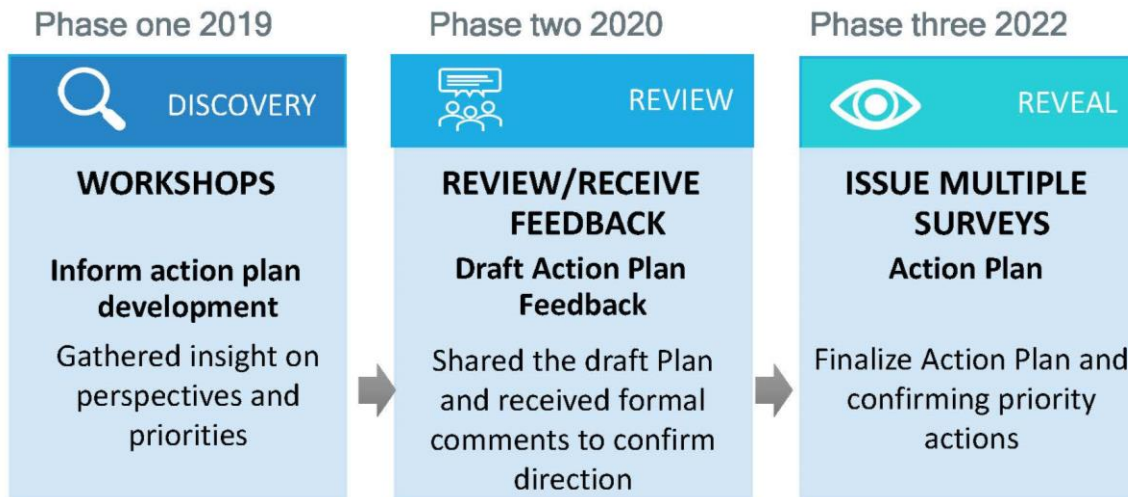 Phase one 2019
DISCOVERY
WORKSHOPS
Inform action plan
development
Gathered insight on
perspectives and
priorities
Phase two 2020
REVIEW
REVIEW/RECEIVE
FEEDBACK
Draft Action Plan
Feedback
Shared the draft Plan
and received formal
comments to confirm
direction
Phase three 2022
REVEAL
ISSUE MULTIPLE
SURVEYS
Action Plan
Finalize Action Plan and
confirming priority
actions